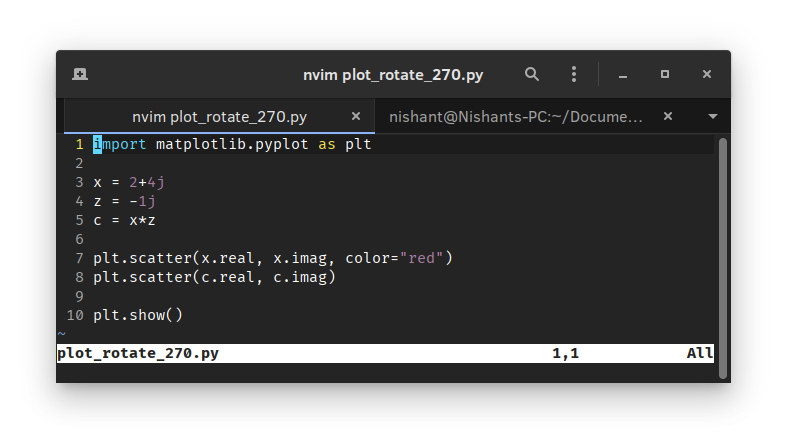 nvim plot_rotate_270.py
nvim plot_rotate_270.py × nishant@Nishants-PC:~/Docume... ×
1 import matplotlib.pyplot as plt
2
3 x = 2+4j
4 z = -1j
5 c = x*z
6
7 plt.scatter(x.real, x.imag, color="red")
8 plt.scatter(c.real, c.imag)
9
10 plt.show()
~
plot_rotate_270.py 1,1 All